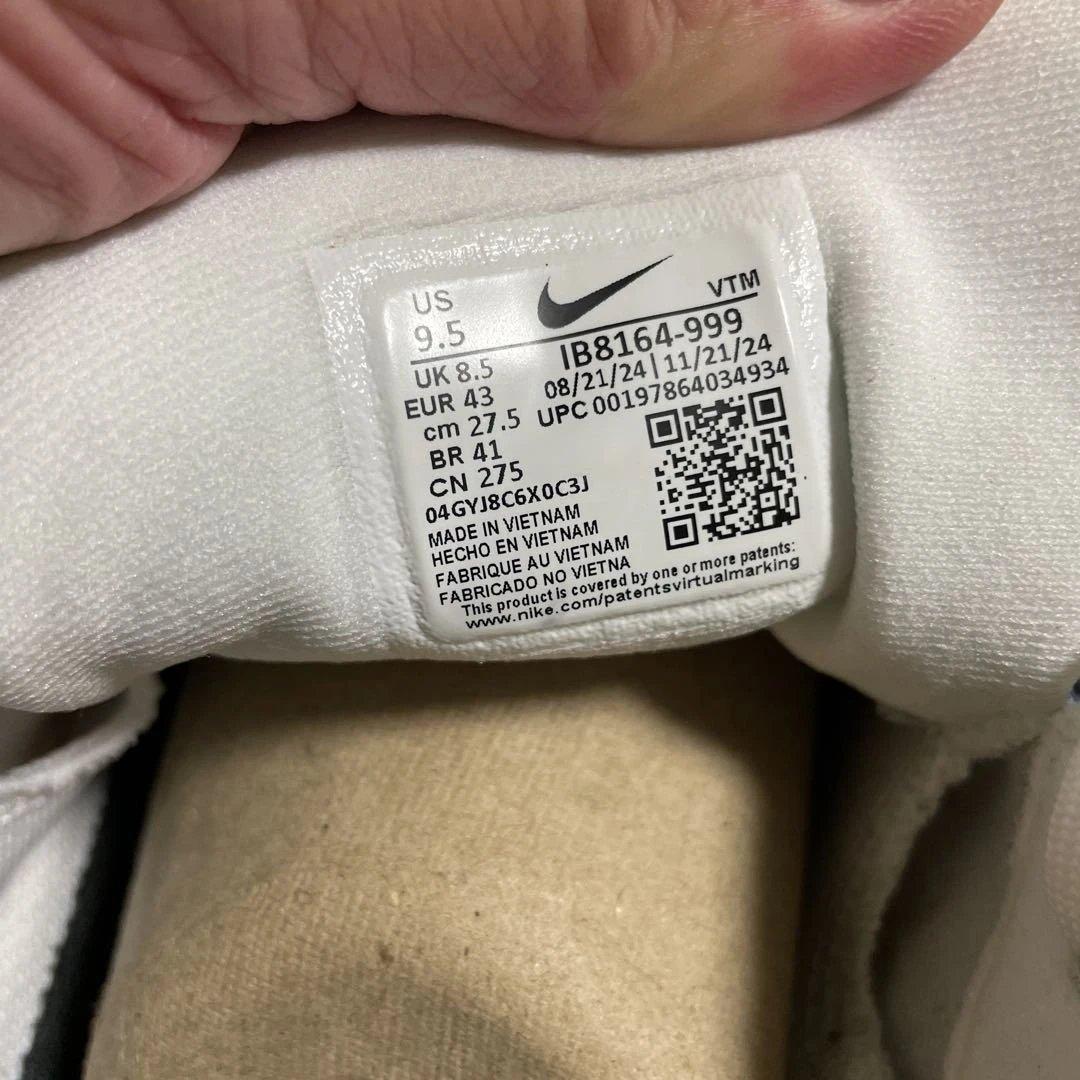 US
9.5
VTM
UK 8.5
IB8164-999
EUR 43
08/21/24 | 11/21/24
cm 27.5
UPC 00197864034934
BR 41
CN 275
04GYJ8C6X0C3J
MADE IN VIETNAM
HECHO EN VIETNAM
FABRIQUE AU VIETNAM
FABRICADO NO VIETNA
This product is covered by one or more patents:
www.nike.com/patentsvirtualmarking